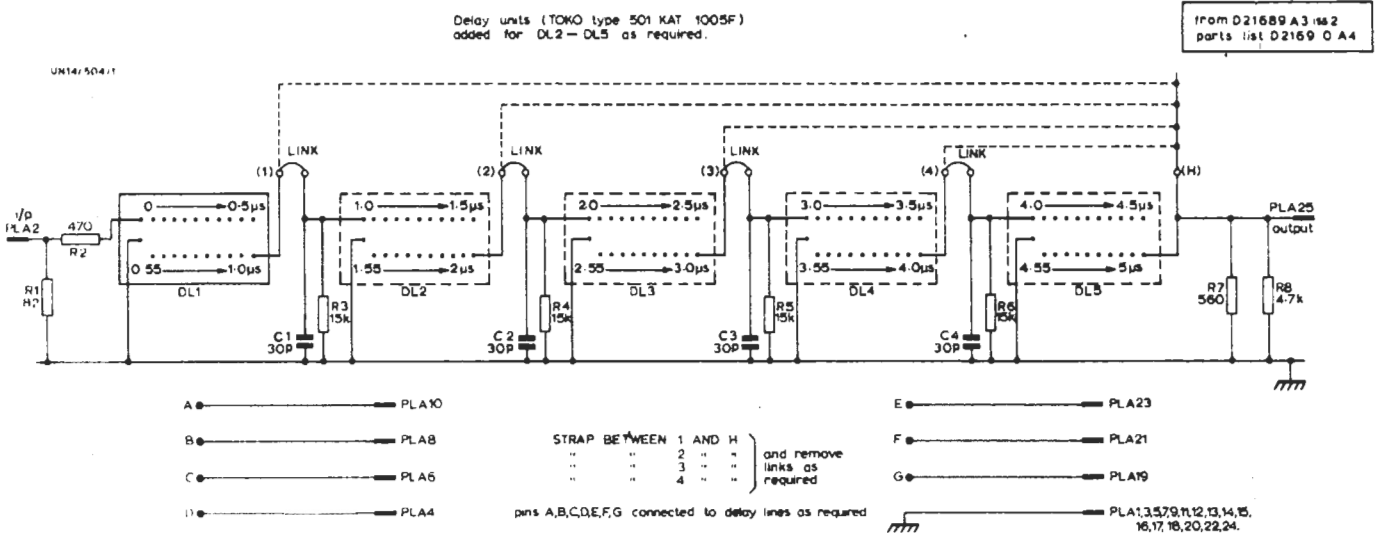 Delay units (TOKO type 501 KAT 1005F)
added for DL2-DL5 as required.
from D21689 A3 iss 2
parts list D2169 0 A4
UN14/504/1
LINK
LINK
LINK
LINK
(1)
(2)
(3)
(4)
(H)
i/p
PLA2
470
R2
R1
82
0 0·5µs
0.55 1·0µs
DL1
C1
30P
R3
15k
1.0 1·5µs
1.55 2µs
DL2
C2
30P
R4
15k
2.0 2·5µs
2.55 3·0µs
DL3
C3
30P
R5
15k
3.0 3·5µs
3.55 4·0µs
DL4
C4
30P
R6
15k
4.0 4·5µs
4.55 5µs
DL5
R7
560
R8
4.7k
PLA25
output
A PLA10
B PLA8
C PLA6
D PLA4
STRAP BETWEEN 1 AND H
" " 2 " "
" " 3 " "
" " 4 " "
and remove
links as
required
pins A,B,C,D,E,F,G connected to delay lines as required
E PLA23
F PLA21
G PLA19
PLA1,3,5,7,9,11,12,13,14,15,
16,17,18,20,22,24.